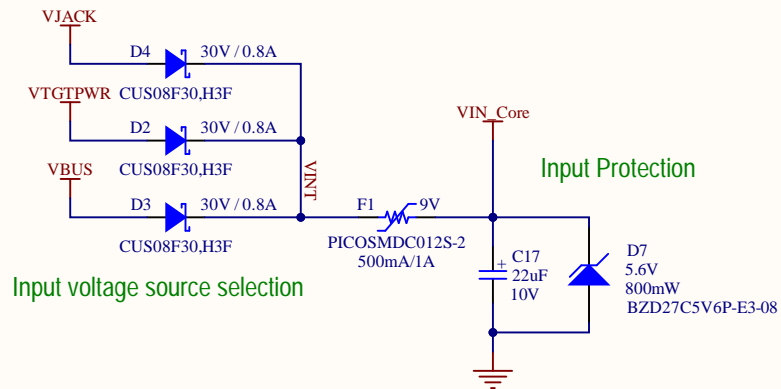 VJACK
D4 30V / 0.8A
CUS08F30,H3F
VTGTPWR
D2 30V / 0.8A
CUS08F30,H3F
VBUS
D3 30V / 0.8A
CUS08F30,H3F
VINT
Input voltage source selection
F1 9V
PICOSMDC012S-2
500mA/1A
VIN_Core
Input Protection
+ C17
22uF
10V
D7
5.6V
800mW
BZD27C5V6P-E3-08